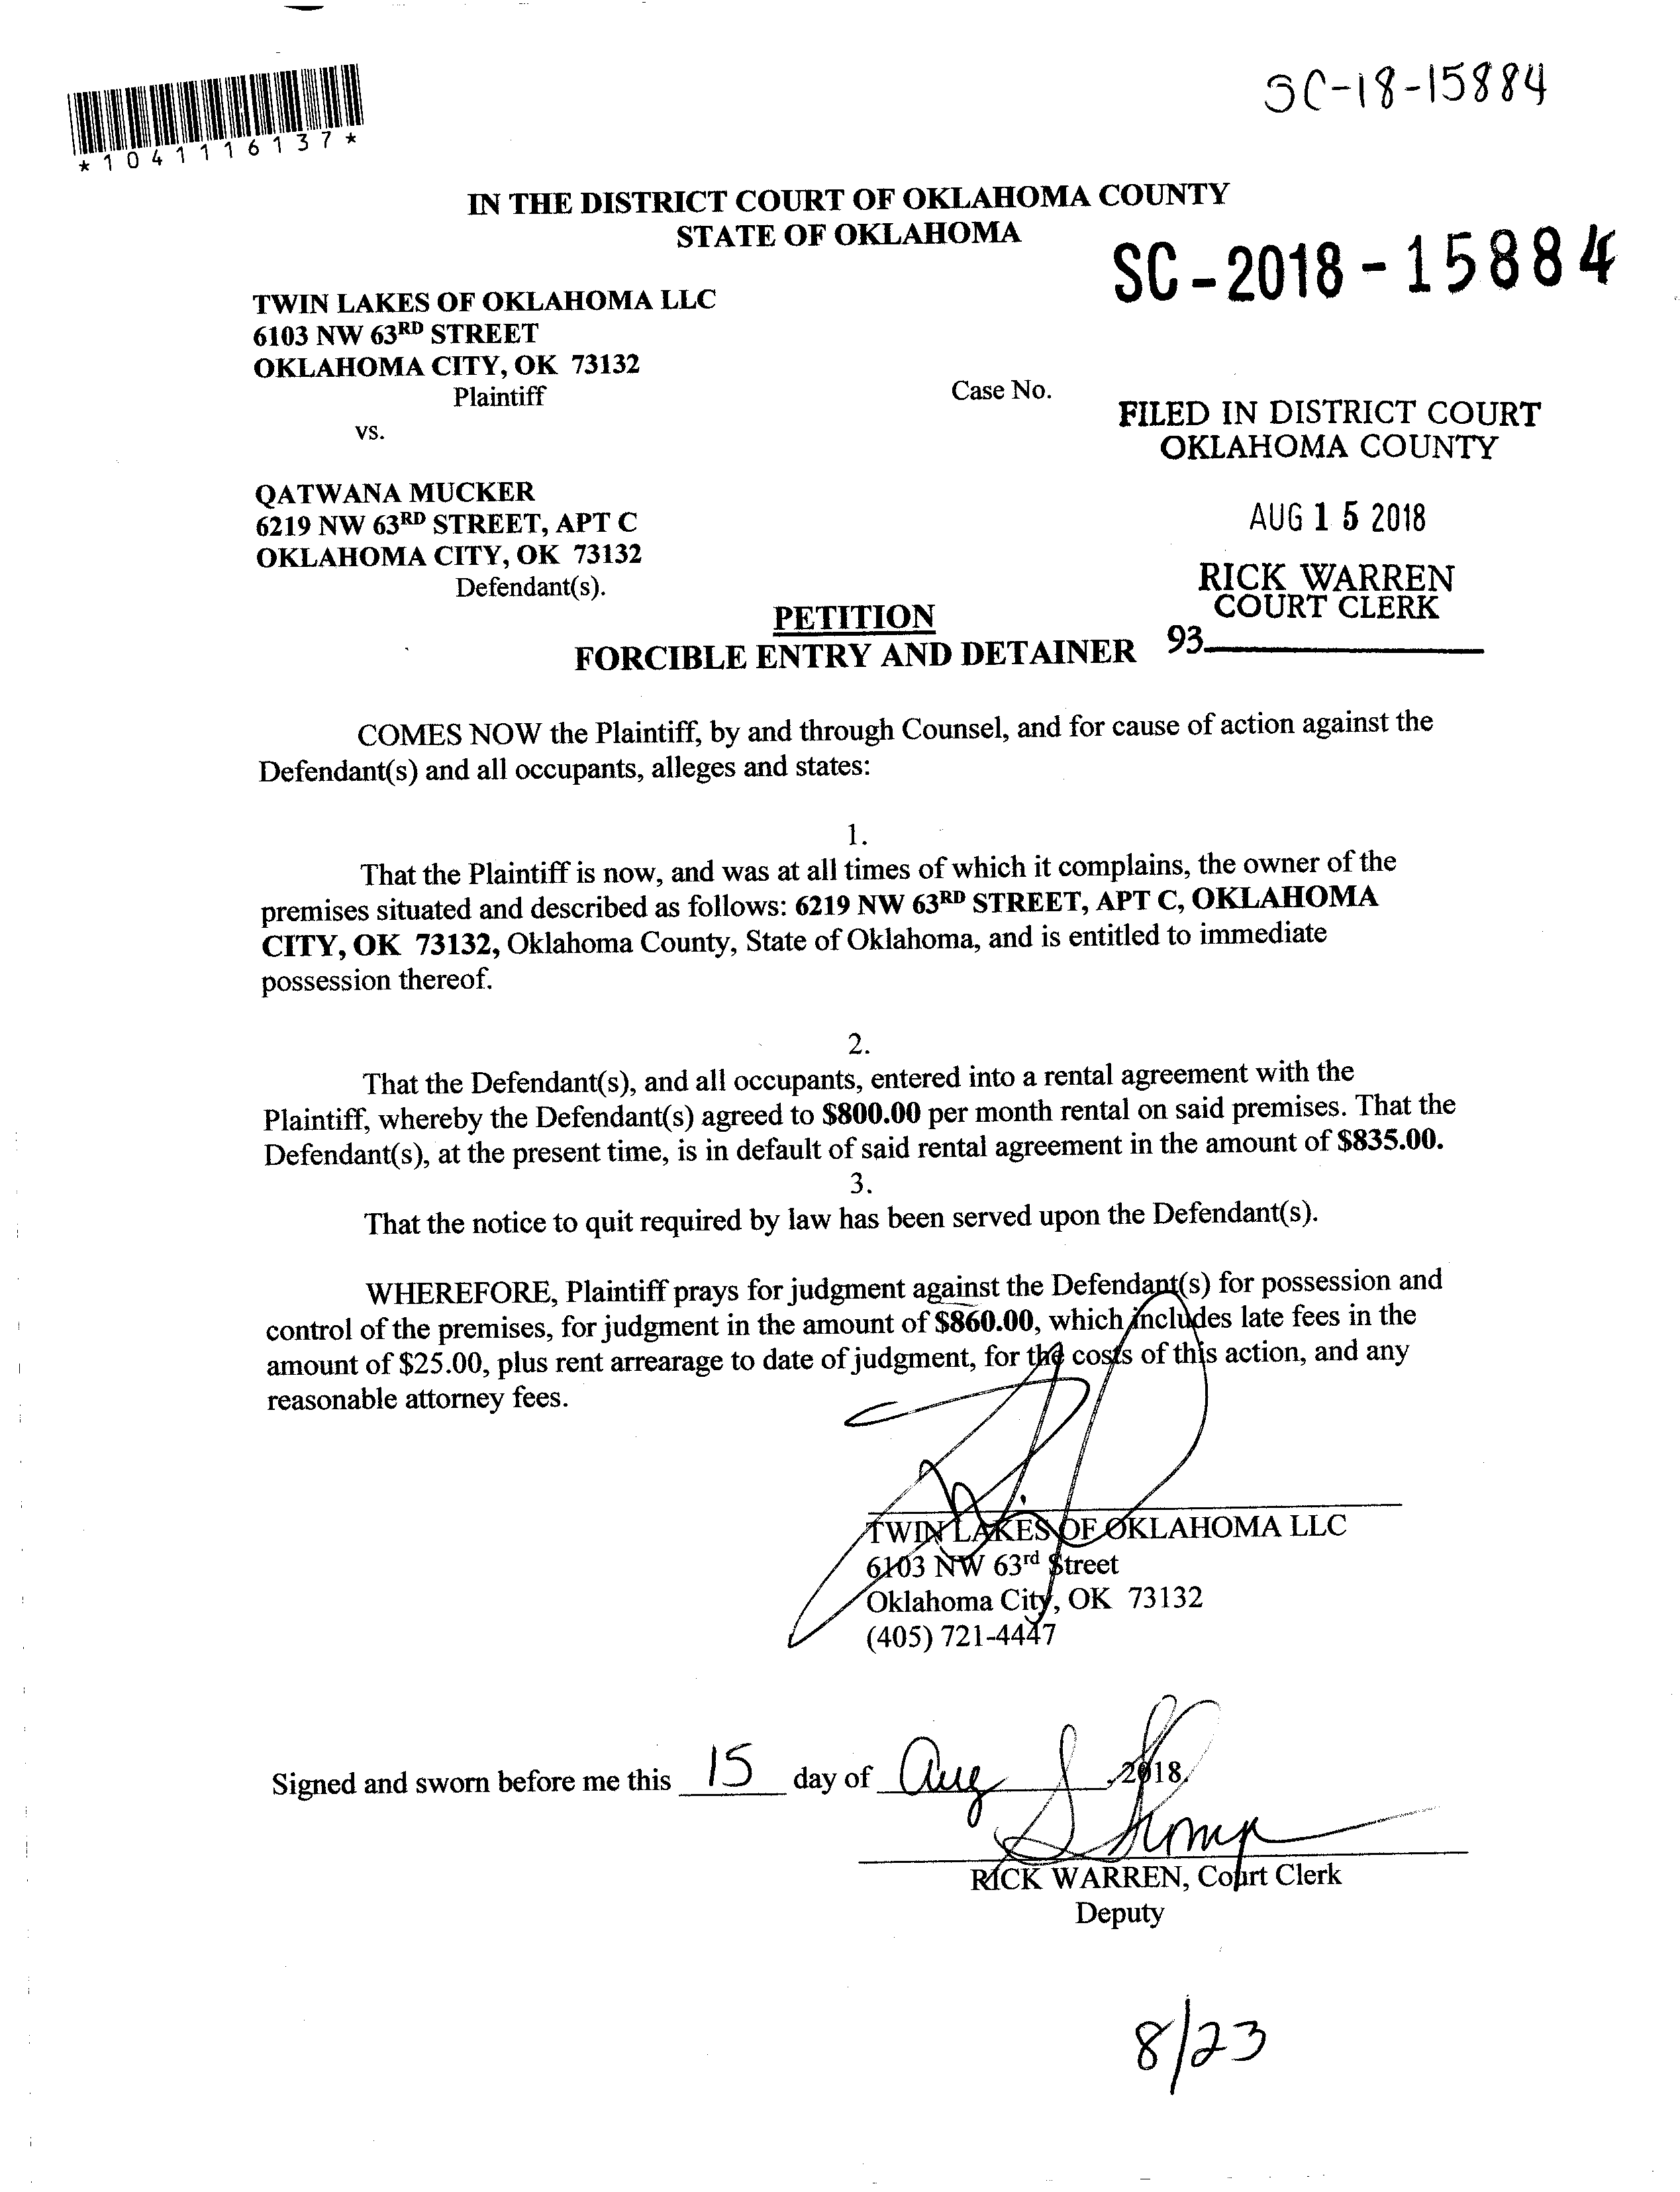 SC-18-15884
*1041116137*
IN THE DISTRICT COURT OF OKLAHOMA COUNTY
STATE OF OKLAHOMA
SC-2018-15884
TWIN LAKES OF OKLAHOMA LLC
6103 NW 63RD STREET
OKLAHOMA CITY, OK 73132
Plaintiff
Case No.
vs.
FILED IN DISTRICT COURT
OKLAHOMA COUNTY
QATWANA MUCKER
6219 NW 63RD STREET, APT C
OKLAHOMA CITY, OK 73132
Defendant(s).
AUG 15 2018
RICK WARREN
COURT CLERK
93
PETITION
FORCIBLE ENTRY AND DETAINER
COMES NOW the Plaintiff, by and through Counsel, and for cause of action against the
Defendant(s) and all occupants, alleges and states:
1.
That the Plaintiff is now, and was at all times of which it complains, the owner of the
premises situated and described as follows: 6219 NW 63RD STREET, APT C, OKLAHOMA
CITY, OK 73132, Oklahoma County, State of Oklahoma, and is entitled to immediate
possession thereof.
2.
That the Defendant(s), and all occupants, entered into a rental agreement with the
Plaintiff, whereby the Defendant(s) agreed to $800.00 per month rental on said premises. That the
Defendant(s), at the present time, is in default of said rental agreement in the amount of $835.00.
3.
That the notice to quit required by law has been served upon the Defendant(s).
WHEREFORE, Plaintiff prays for judgment against the Defendant(s) for possession and
control of the premises, for judgment in the amount of $860.00, which includes late fees in the
amount of $25.00, plus rent arrearage to date of judgment, for the costs of this action, and any
reasonable attorney fees.
TWIN LAKES OF OKLAHOMA LLC
6103 NW 63rd Street
Oklahoma City, OK 73132
(405) 721-4447
Signed and sworn before me this 15 day of Aug, 2018.
RICK WARREN, Court Clerk
Deputy
8/23